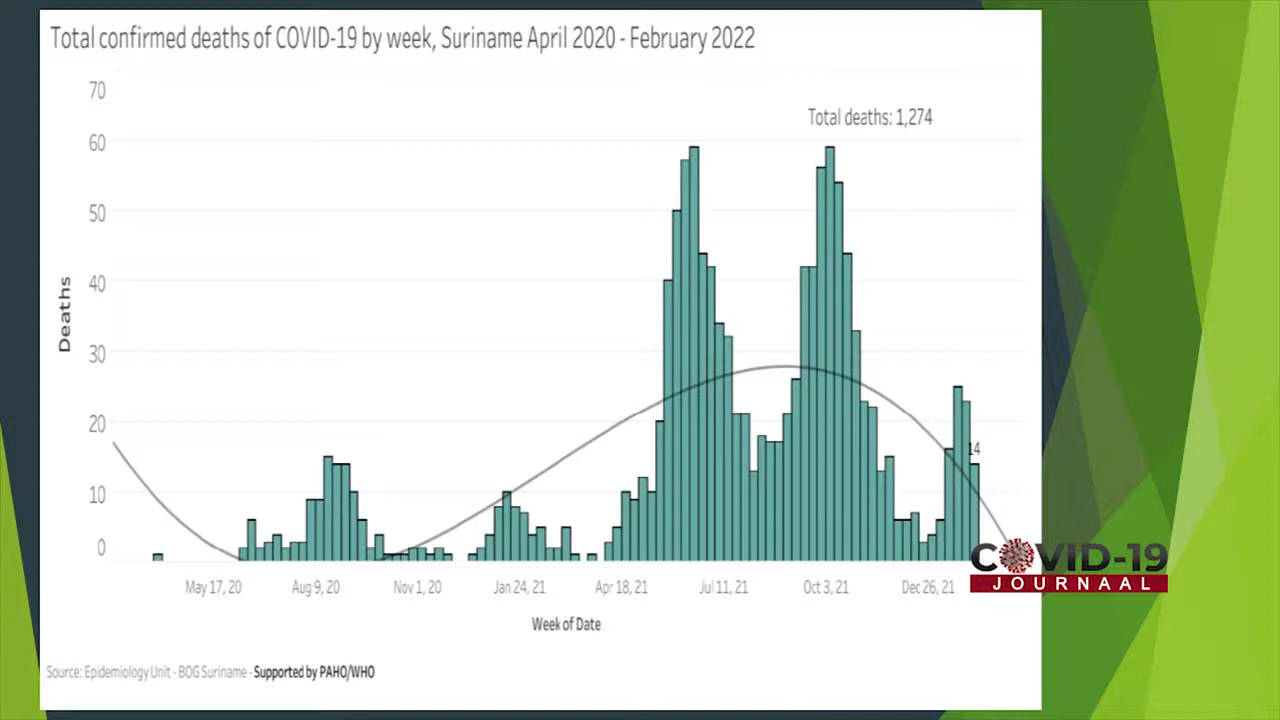 Total confirmed deaths of COVID-19 by week, Suriname April 2020 - February 2022
70
Total deaths: 1,274
60
50
40
30
20
14
10
0
Deaths
May 17, 20 Aug 9, 20 Nov 1, 20 Jan 24, 21 Apr 18, 21 Jul 11, 21 Oct 3, 21 Dec 26, 21
Week of Date
COVID-19
JOURNAAL
Source: Epidemiology Unit - BOG Suriname - Supported by PAHO/WHO